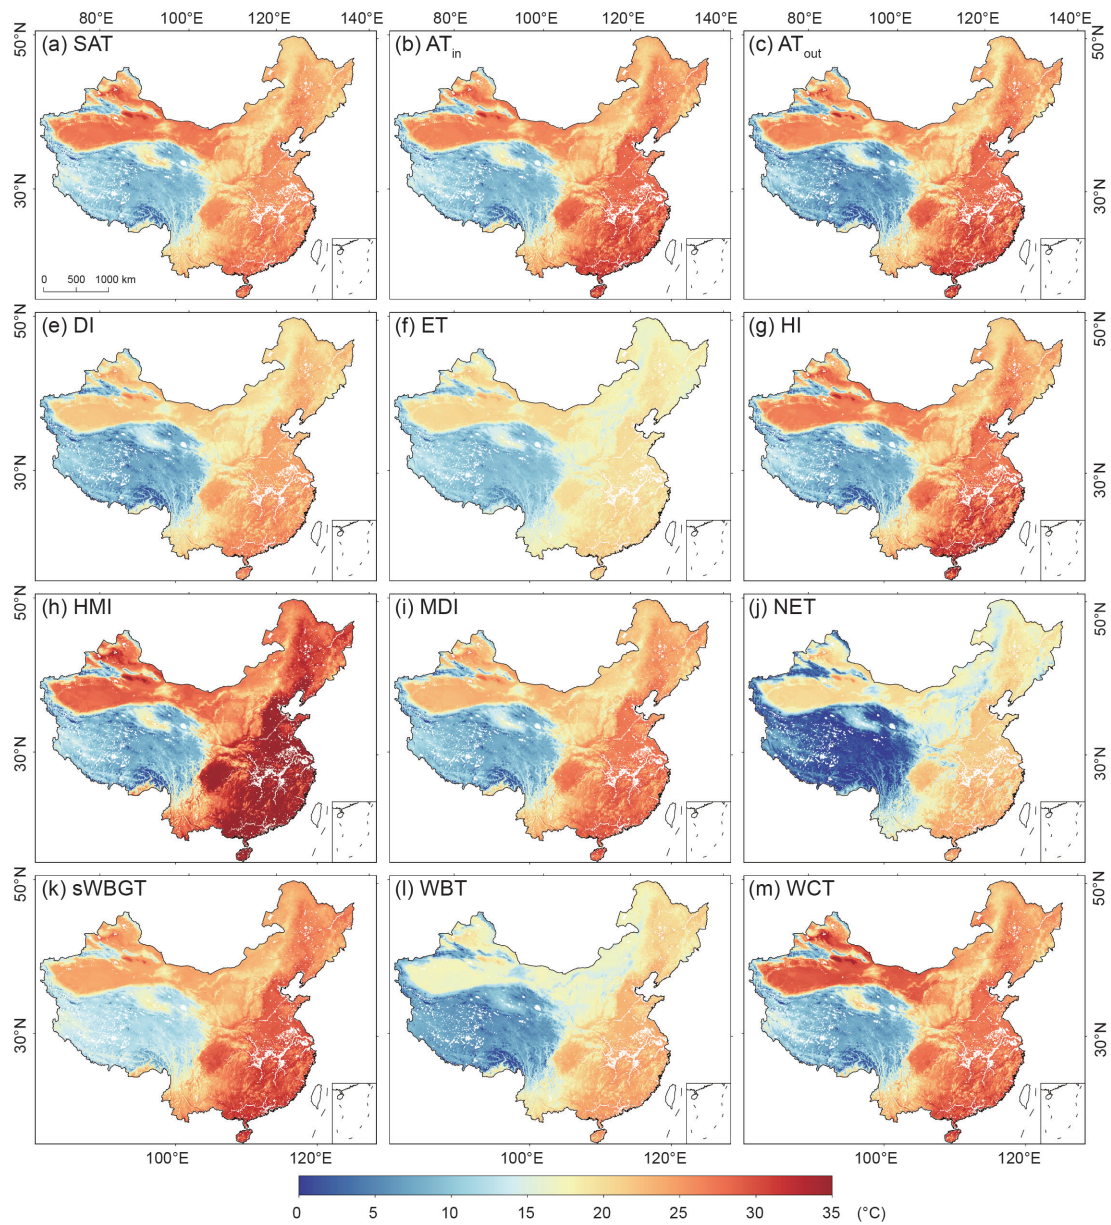 80°E 100°E 120°E 140°E 80°E 100°E 120°E 140°E 80°E 100°E 120°E 140°E
(a) SAT
(b) ATin
(c) ATout
50°N
50°N
30°N
30°N
0 500 1000 km
(e) DI
(f) ET
(g) HI
50°N
50°N
30°N
30°N
(h) HMI
(i) MDI
(j) NET
50°N
50°N
30°N
30°N
(k) sWBGT
(l) WBT
(m) WCT
50°N
50°N
30°N
30°N
100°E 120°E 100°E 120°E 100°E 120°E
0 5 10 15 20 25 30 35 (°C)